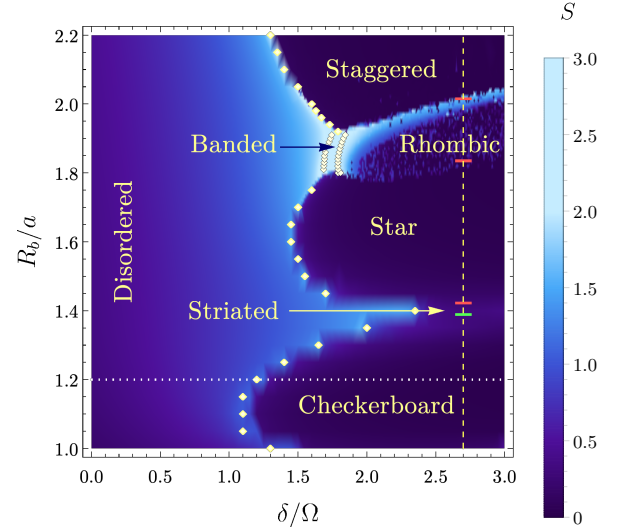 S
2.2
2.0
1.8
1.6
1.4
1.2
1.0
R_b/a
0.0
0.5
1.0
1.5
2.0
2.5
3.0
δ/Ω
Staggered
Banded
Rhombic
Disordered
Star
Striated
Checkerboard
3.0
2.5
2.0
1.5
1.0
0.5
0